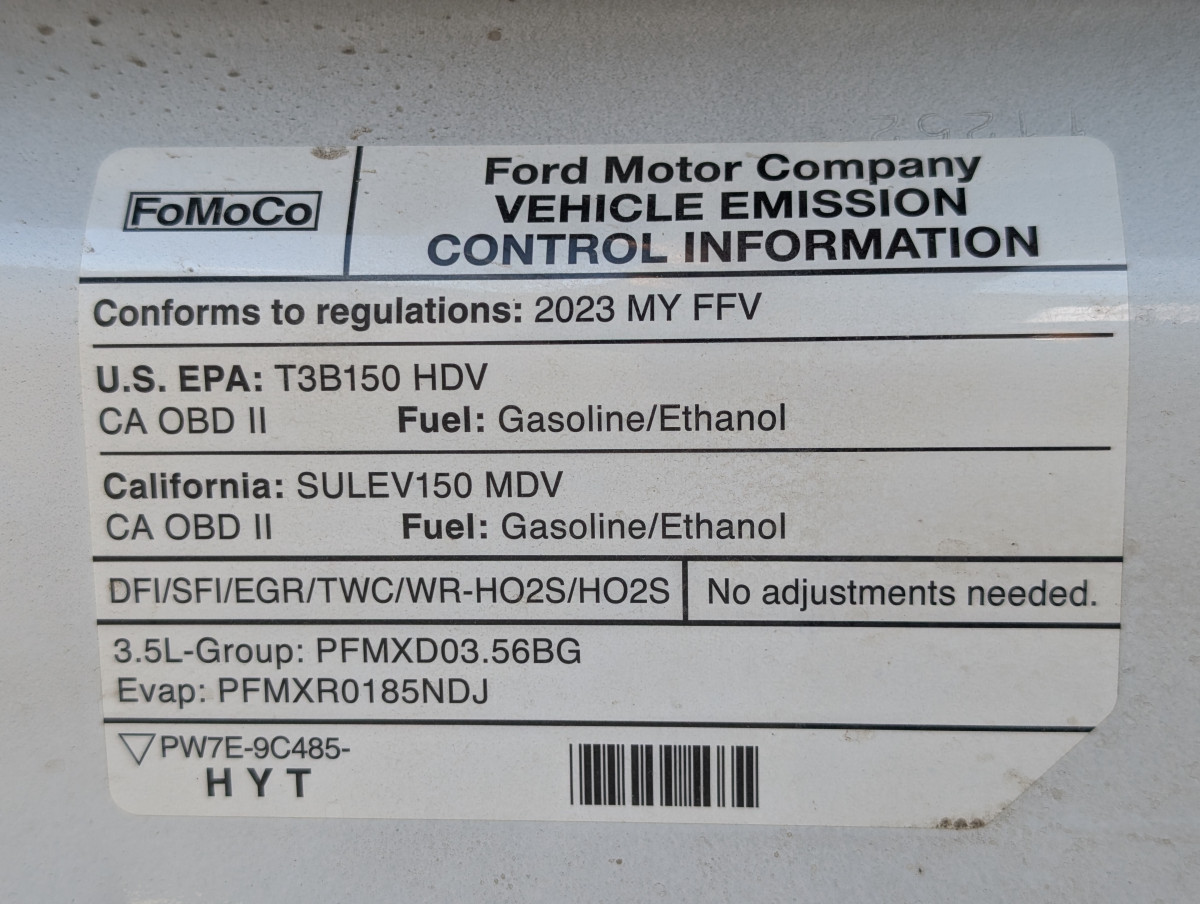 FoMoCo
Ford Motor Company
VEHICLE EMISSION
CONTROL INFORMATION
Conforms to regulations: 2023 MY FFV
U.S. EPA: T3B150 HDV
CA OBD II Fuel: Gasoline/Ethanol
California: SULEV150 MDV
CA OBD II Fuel: Gasoline/Ethanol
DFI/SFI/EGR/TWC/WR-HO2S/HO2S No adjustments needed.
3.5L-Group: PFMXD03.56BG
Evap: PFMXR0185NDJ
PW7E-9C485-
HYT